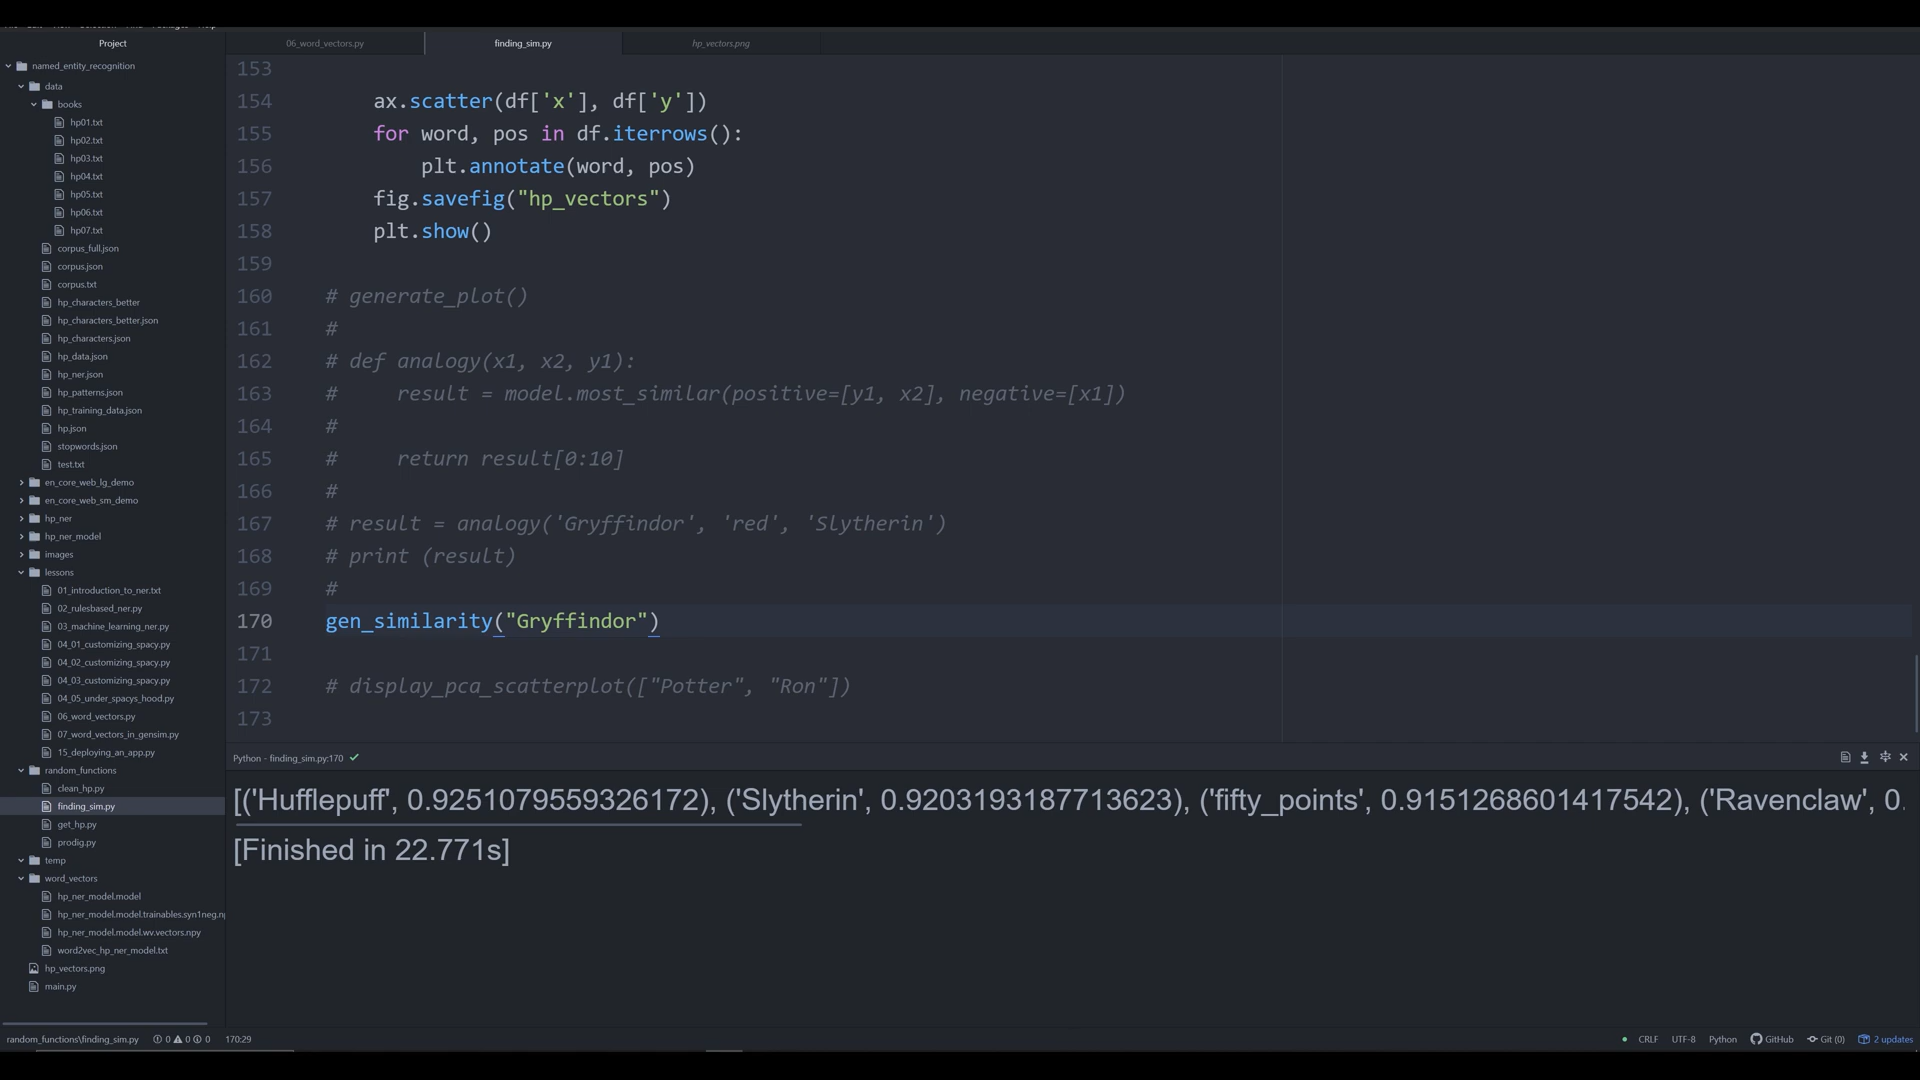 Project
06_word_vectors.py
finding_sim.py
hp_vectors.png
named_entity_recognition
data
books
hp01.txt
hp02.txt
hp03.txt
hp04.txt
hp05.txt
hp06.txt
hp07.txt
corpus_full.json
corpus.json
corpus.txt
hp_characters_better
hp_characters_better.json
hp_characters.json
hp_data.json
hp_ner.json
hp_patterns.json
hp_training_data.json
hp.json
stopwords.json
test.txt
en_core_web_lg_demo
en_core_web_sm_demo
hp_ner
hp_ner_model
images
lessons
01_introduction_to_ner.txt
02_rulesbased_ner.py
03_machine_learning_ner.py
04_01_customizing_spacy.py
04_02_customizing_spacy.py
04_03_customizing_spacy.py
04_05_under_spacys_hood.py
06_word_vectors.py
07_word_vectors_in_gensim.py
15_deploying_an_app.py
random_functions
clean_hp.py
finding_sim.py
get_hp.py
prodig.py
temp
word_vectors
hp_ner_model.model
hp_ner_model.model.trainables.syn1neg.n
hp_ner_model.model.wv.vectors.npy
word2vec_hp_ner_model.txt
hp_vectors.png
main.py
153
154 ax.scatter(df['x'], df['y'])
155 for word, pos in df.iterrows():
156 plt.annotate(word, pos)
157 fig.savefig("hp_vectors")
158 plt.show()
159
160 # generate_plot()
161 #
162 # def analogy(x1, x2, y1):
163 # result = model.most_similar(positive=[y1, x2], negative=[x1])
164 #
165 # return result[0:10]
166 #
167 # result = analogy('Gryffindor', 'red', 'Slytherin')
168 # print (result)
169 #
170 gen_similarity("Gryffindor")
171
172 # display_pca_scatterplot(["Potter", "Ron"])
173
Python - finding_sim.py:170
[('Hufflepuff', 0.9251079559326172), ('Slytherin', 0.9203193187713623), ('fifty_points', 0.9151268601417542), ('Ravenclaw', 0.
[Finished in 22.771s]
random_functions\finding_sim.py 0 0 0 170:29
CRLF UTF-8 Python GitHub Git (0) 2 updates